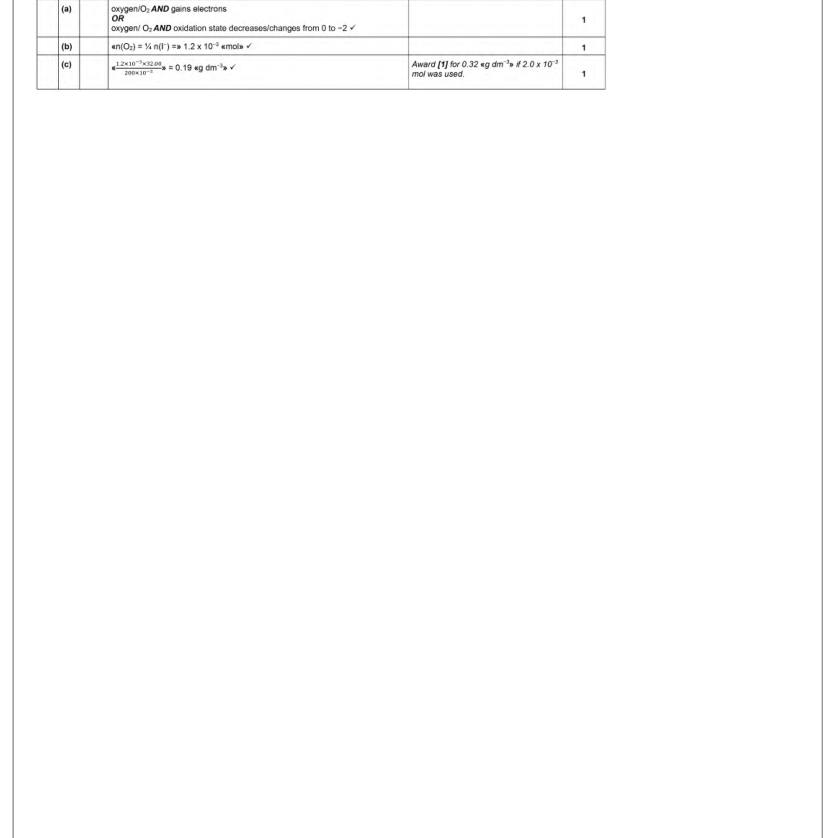 (a) oxygen/O₂ AND gains electrons
OR
oxygen/ O₂ AND oxidation state decreases/changes from 0 to −2 ✓
1
(b) «n(O₂) = ¼ n(I⁻) =» 1.2 x 10⁻³ «mol» ✓ 1
(c) «(1.2×10⁻³×32.00)/(200×10⁻³)» = 0.19 «g dm⁻³» ✓
Award [1] for 0.32 «g dm⁻³» if 2.0 x 10⁻³
mol was used.
1